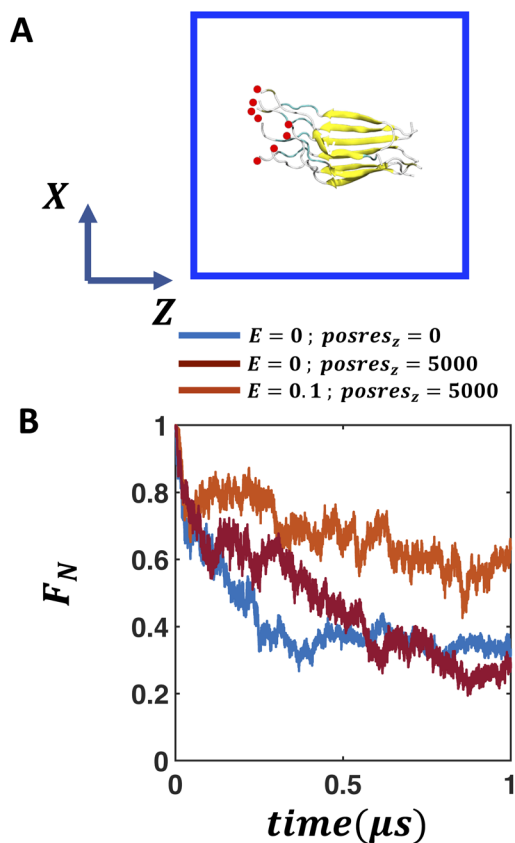 A
X
Z
E = 0 ; posres_z = 0
E = 0 ; posres_z = 5000
E = 0.1 ; posres_z = 5000
B
1
0.8
0.6
0.4
0.2
0
F_N
0 0.5 1
time(μs)